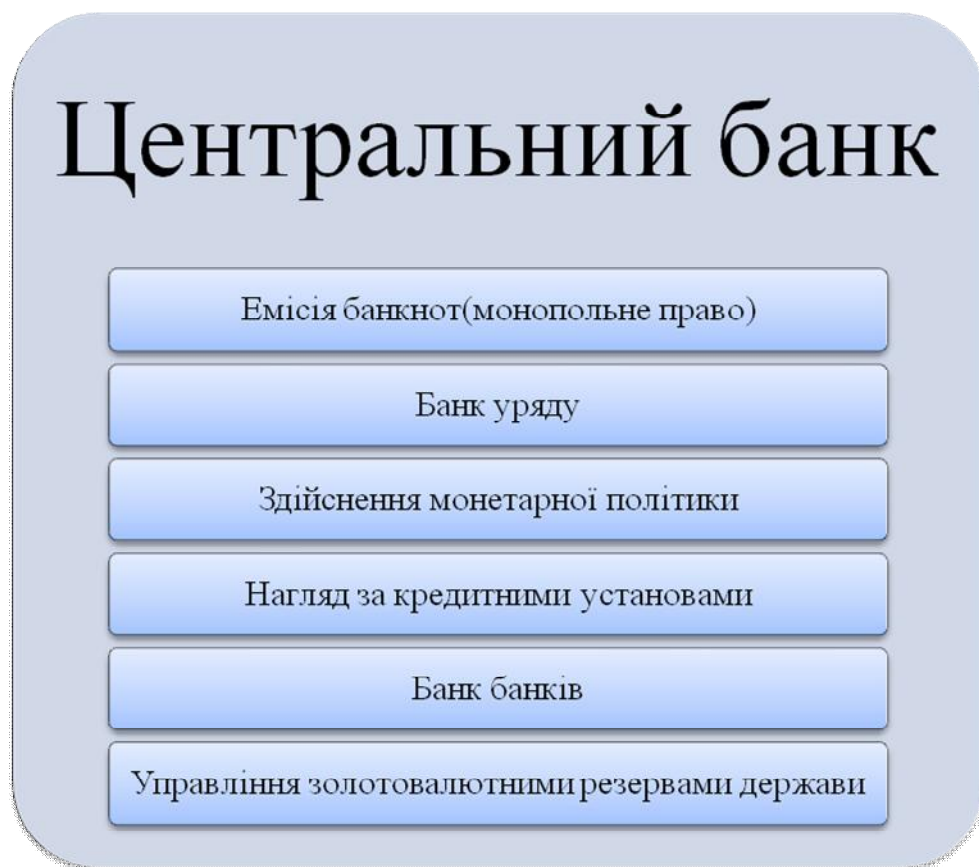 Центральний банк
Емісія банкнот(монопольне право)
Банк уряду
Здійснення монетарної політики
Нагляд за кредитними установами
Банк банків
Управління золотовалютними резервами держави